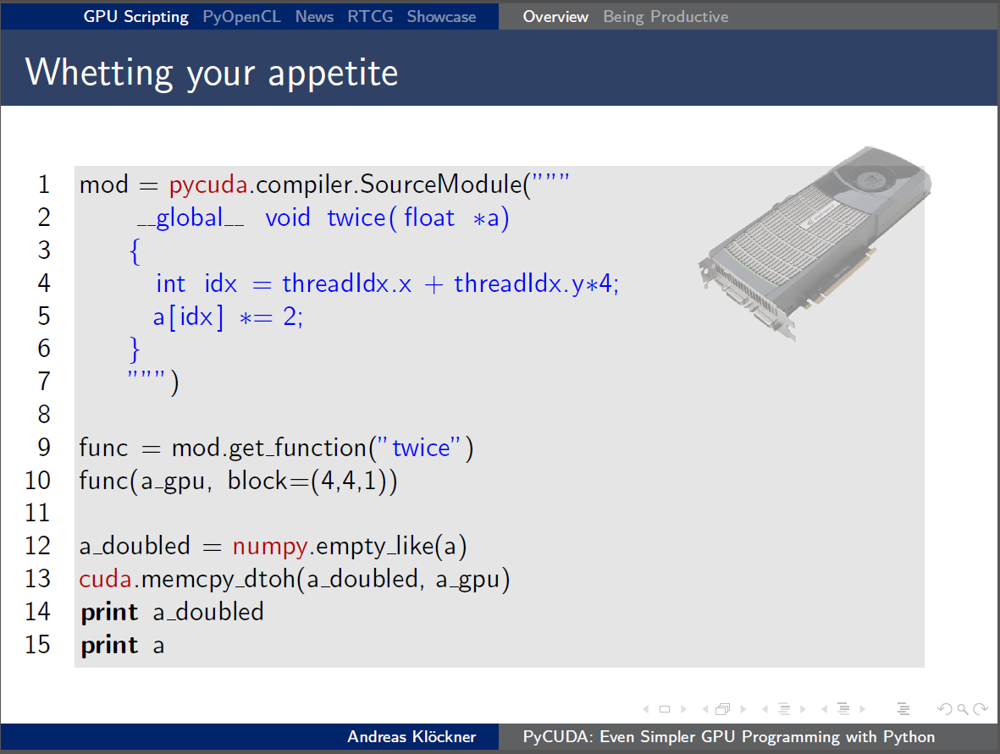 GPU Scripting PyOpenCL News RTCG Showcase Overview Being Productive
Whetting your appetite
1 mod = pycuda.compiler.SourceModule("""
2 __global__ void twice( float *a)
3 {
4 int idx = threadIdx.x + threadIdx.y*4;
5 a[idx] *= 2;
6 }
7 """)
8
9 func = mod.get_function("twice")
10 func(a_gpu, block=(4,4,1))
11
12 a_doubled = numpy.empty_like(a)
13 cuda.memcpy_dtoh(a_doubled, a_gpu)
14 print a_doubled
15 print a
Andreas Klöckner PyCUDA: Even Simpler GPU Programming with Python